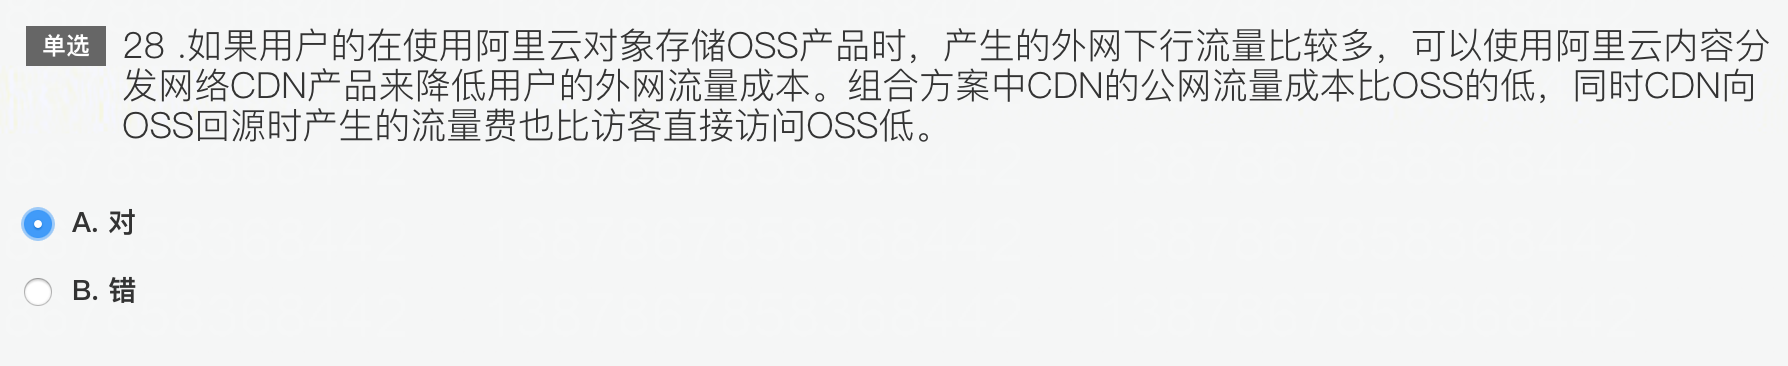 单选 28 .如果用户的在使用阿里云对象存储OSS产品时，产生的外网下行流量比较多，可以使用阿里云内容分
发网络CDN产品来降低用户的外网流量成本。组合方案中CDN的公网流量成本比OSS的低，同时CDN向
OSS回源时产生的流量费也比访客直接访问OSS低。
A. 对
B. 错